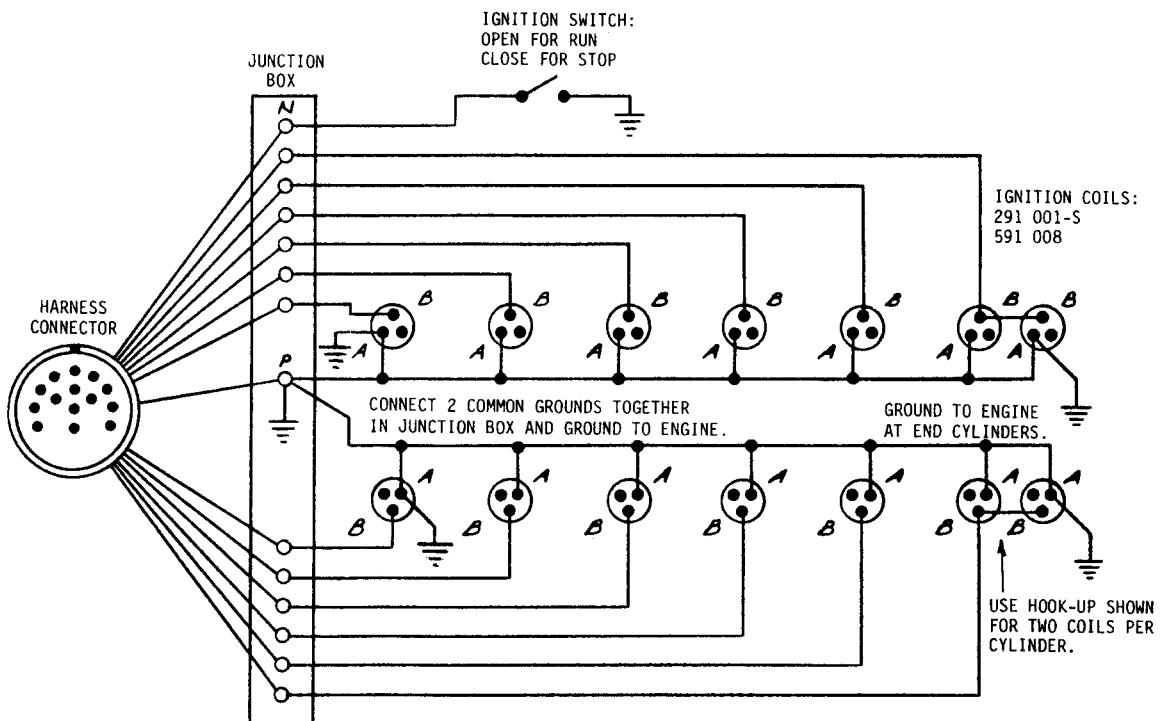 IGNITION SWITCH:
OPEN FOR RUN
CLOSE FOR STOP
JUNCTION
BOX
N
IGNITION COILS:
291 001-S
591 008
HARNESS
CONNECTOR
B
B
B
B
B
B
B
A
A
A
A
A
A
A
P
CONNECT 2 COMMON GROUNDS TOGETHER
IN JUNCTION BOX AND GROUND TO ENGINE.
GROUND TO ENGINE
AT END CYLINDERS.
A
A
A
A
A
A
A
B
B
B
B
B
B
B
USE HOOK-UP SHOWN
FOR TWO COILS PER
CYLINDER.